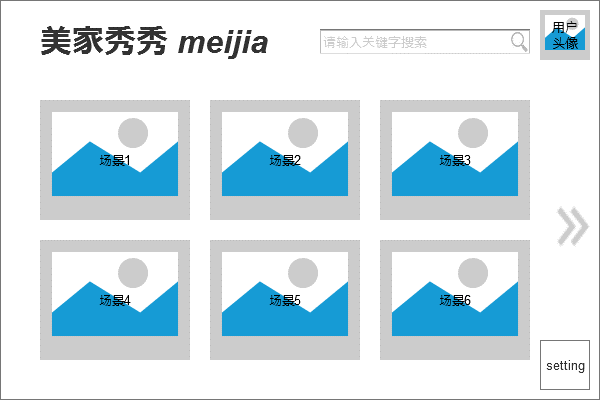 美家秀秀 meijia
请输入关键字搜索
用户
头像
场景1
场景2
场景3
场景4
场景5
场景6
setting